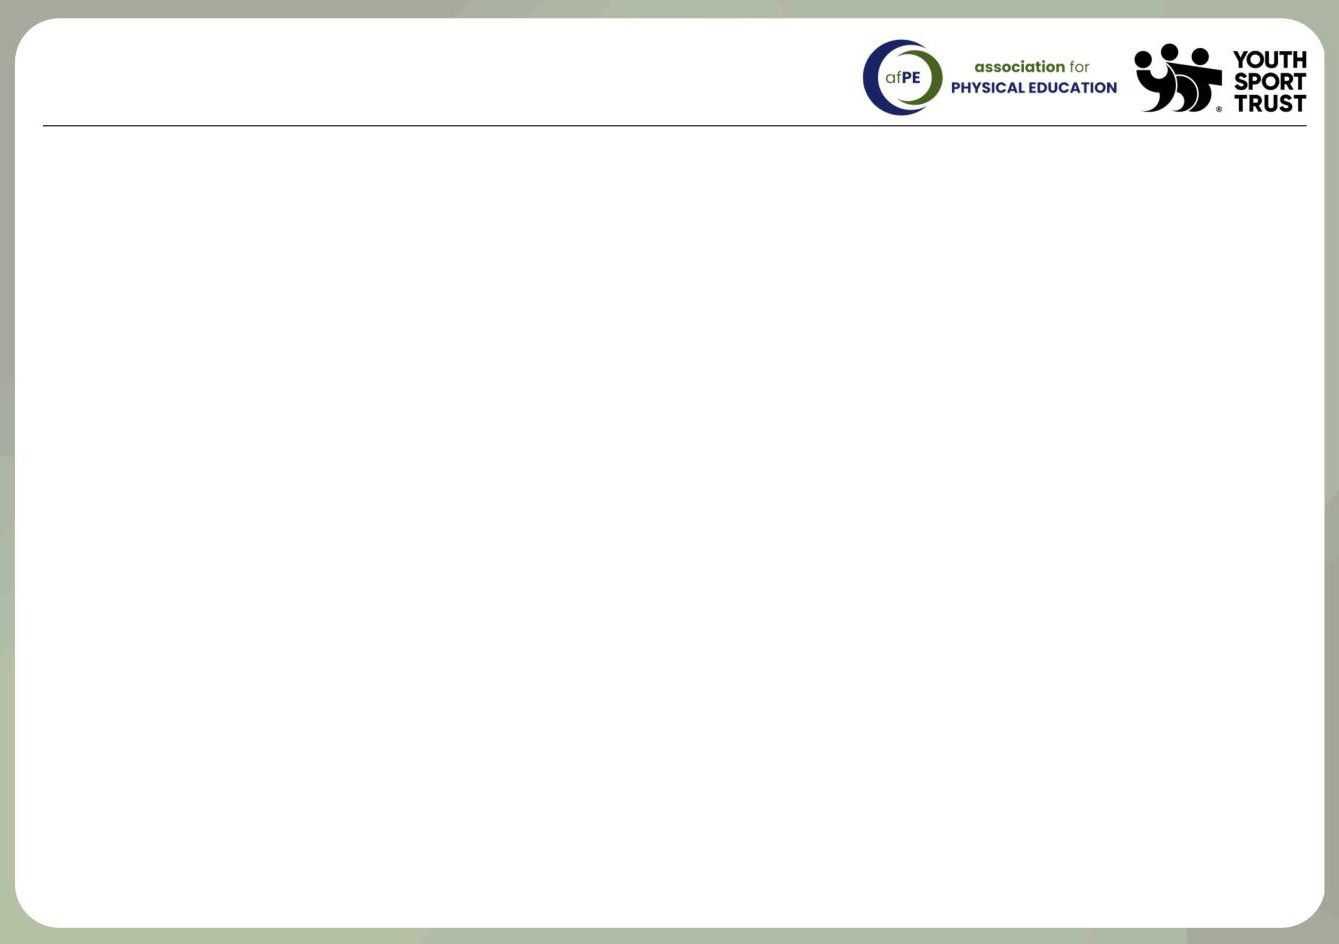 afPE
association for
PHYSICAL EDUCATION
YOUTH
SPORT
TRUST
®